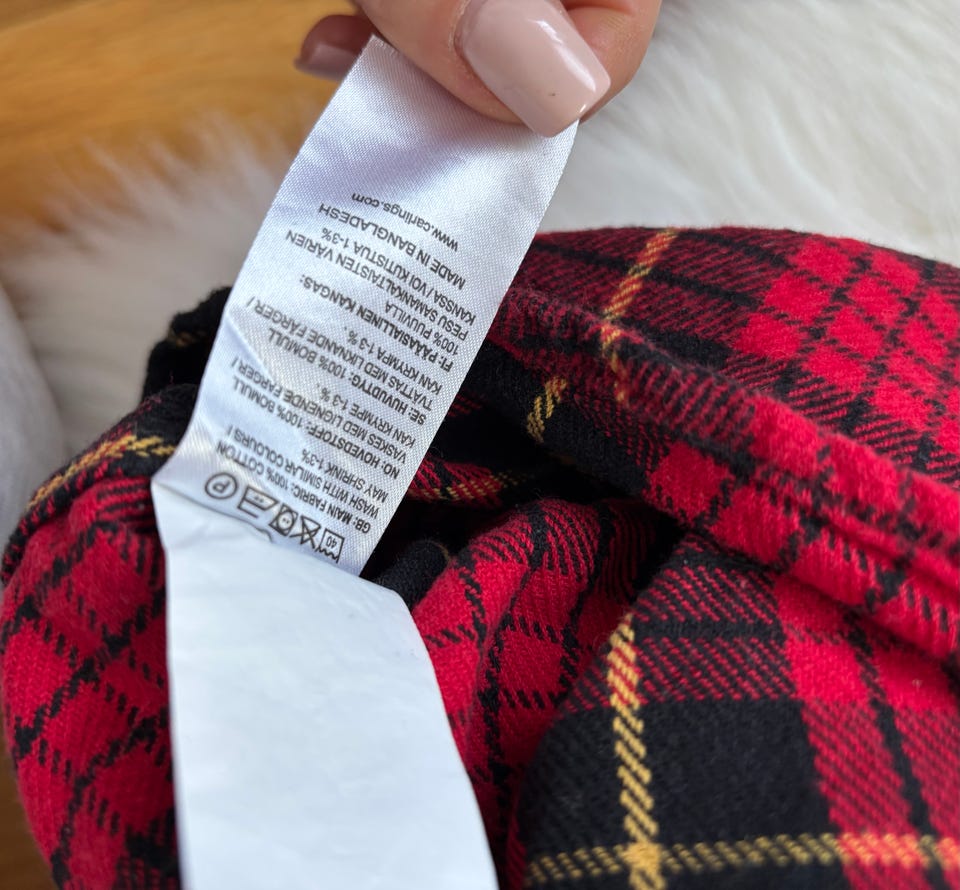 40 P
GB: MAIN FABRIC: 100% COTTON
WASH WITH SIMILAR COLOURS /
MAY SHRINK 1-3%
NO: HOVEDSTOFF: 100% BOMULL
VASKES MED LIGNENDE FARGER /
KAN KRYMPE 1-3 %.
SE: HUVUDTYG: 100% BOMULL
TVÄTTAS MED LIKNANDE FÄRGER /
KAN KRYMPA 1-3 %.
FI: PÄÄASIALLINEN KANGAS:
100% PUUVILLA
PESU SAMANKALTAISTEN VÄRIEN
KANSSA / VOI KUTISTUA 1-3%
MADE IN BANGLADESH
www.carlings.com